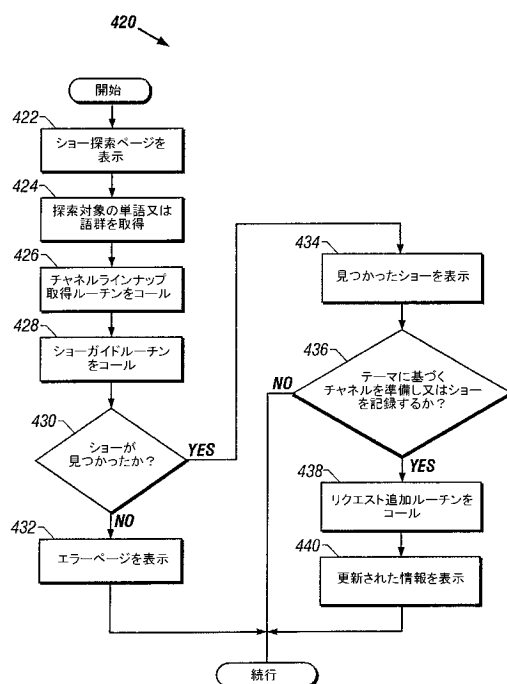 420
開始
422
ショー探索ページを
表示
424
探索対象の単語又は
語群を取得
426
チャネルラインナップ
取得ルーチンをコール
428
ショーガイドルーチン
をコール
430
ショーが
見つかったか?
YES
NO
432
エラーページを表示
434
見つかったショーを表示
436
テーマに基づく
チャネルを準備し又はショー
を記録するか?
NO
YES
438
リクエスト追加ルーチンを
コール
440
更新された情報を表示
続行